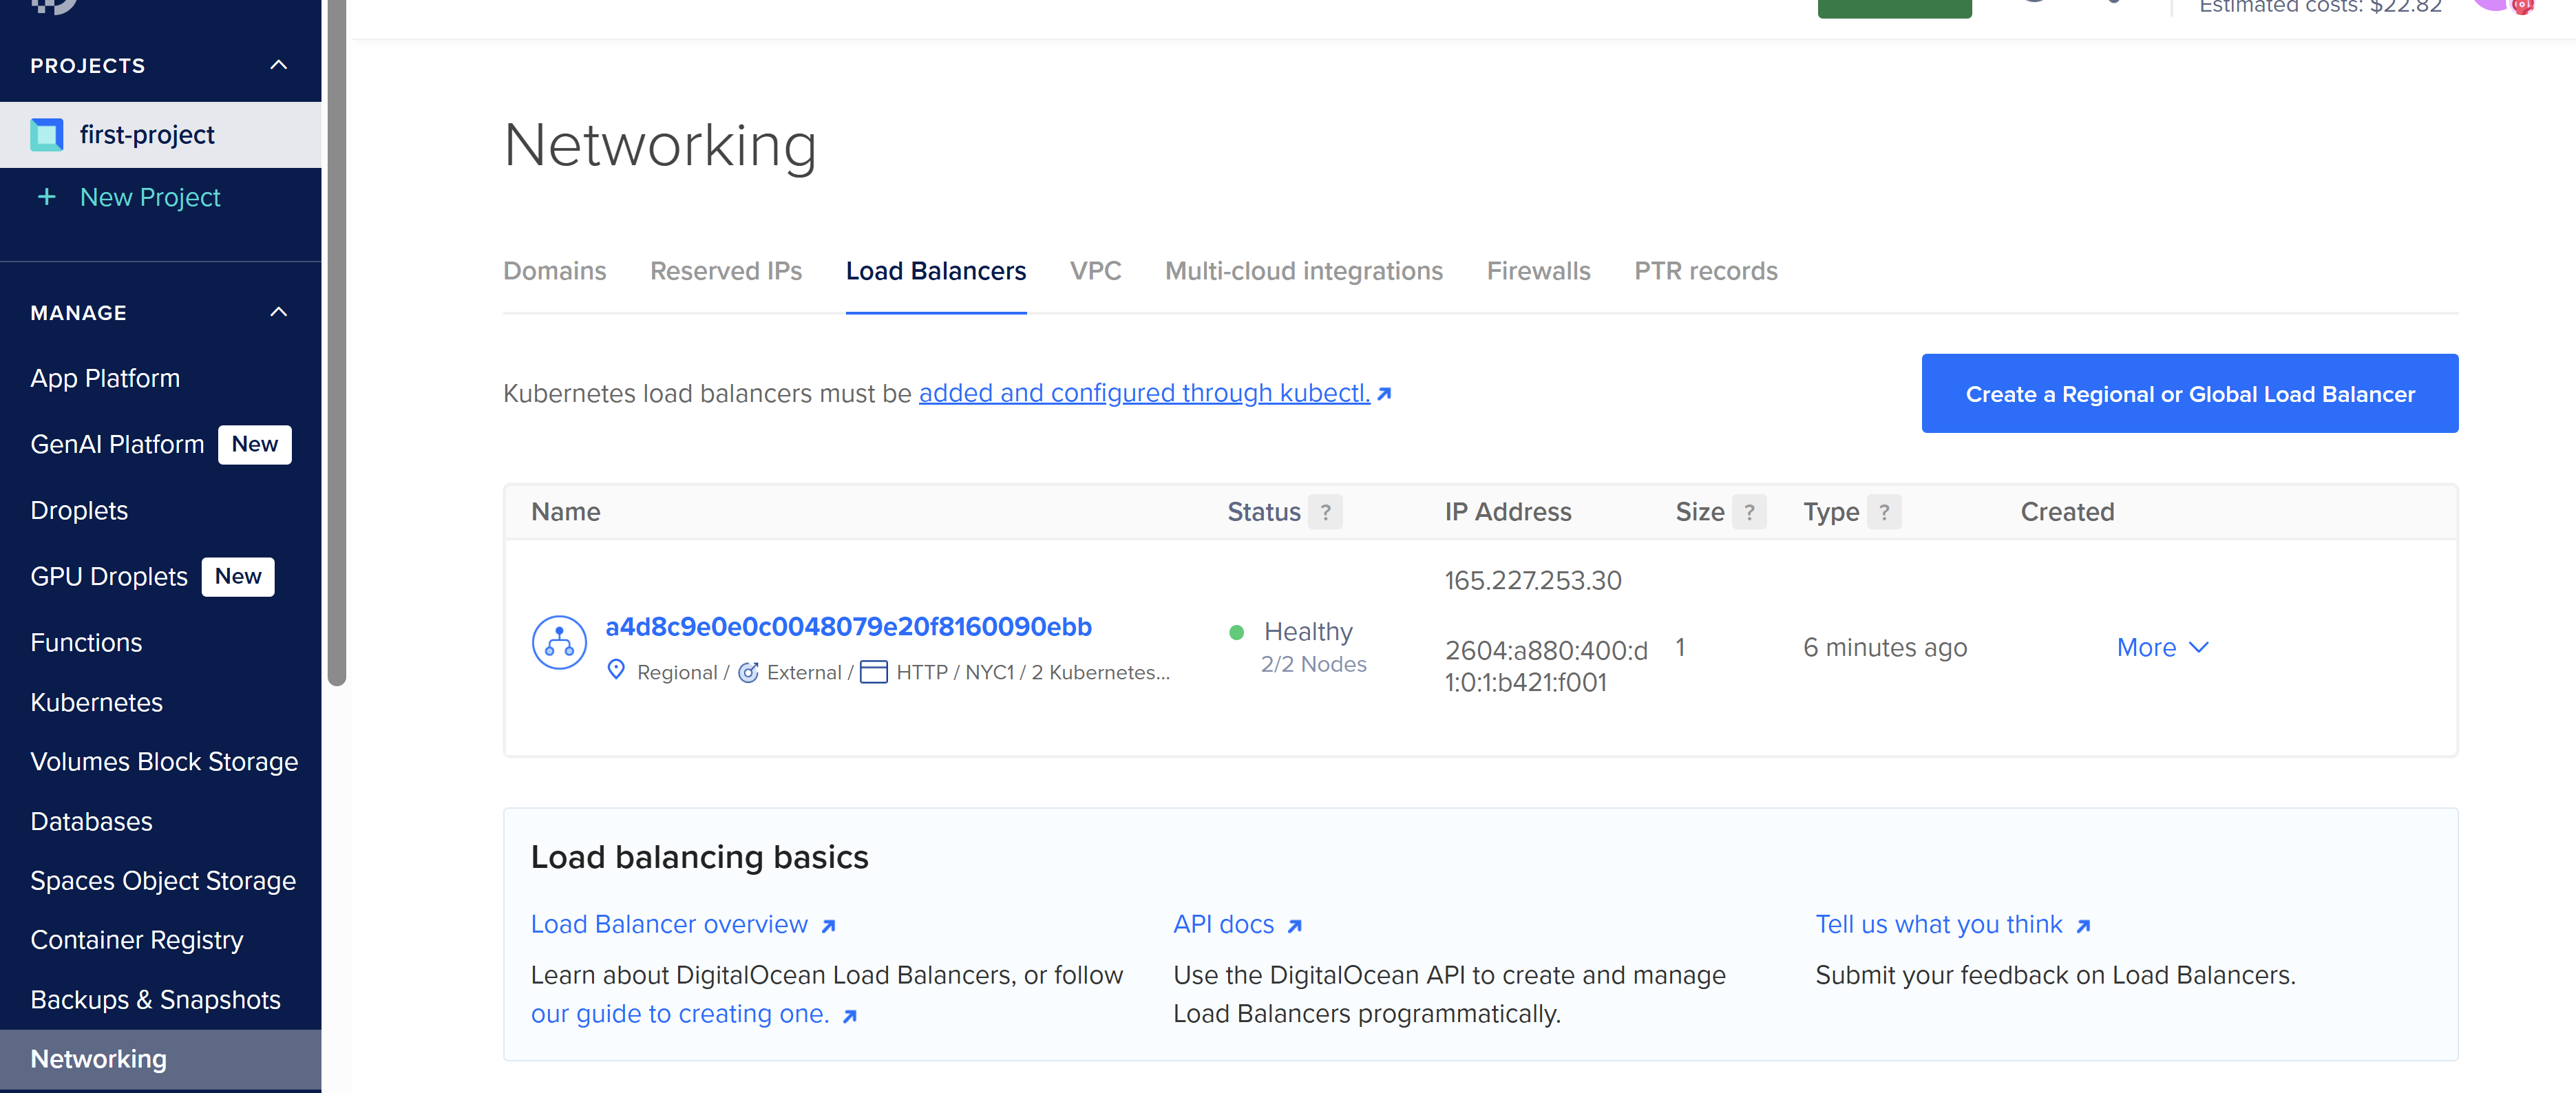 Estimated costs: $22.82
PROJECTS
first-project
+ New Project
MANAGE
App Platform
GenAI Platform New
Droplets
GPU Droplets New
Functions
Kubernetes
Volumes Block Storage
Databases
Spaces Object Storage
Container Registry
Backups & Snapshots
Networking
Networking
Domains Reserved IPs Load Balancers VPC Multi-cloud integrations Firewalls PTR records
Kubernetes load balancers must be added and configured through kubectl.
Create a Regional or Global Load Balancer
Name Status ? IP Address Size ? Type ? Created
a4d8c9e0e0c0048079e20f8160090ebb
Regional / External / HTTP / NYC1 / 2 Kubernetes...
Healthy
2/2 Nodes
165.227.253.30
2604:a880:400:d
1:0:1:b421:f001
1
6 minutes ago
More
Load balancing basics
Load Balancer overview
Learn about DigitalOcean Load Balancers, or follow
our guide to creating one.
API docs
Use the DigitalOcean API to create and manage
Load Balancers programmatically.
Tell us what you think
Submit your feedback on Load Balancers.